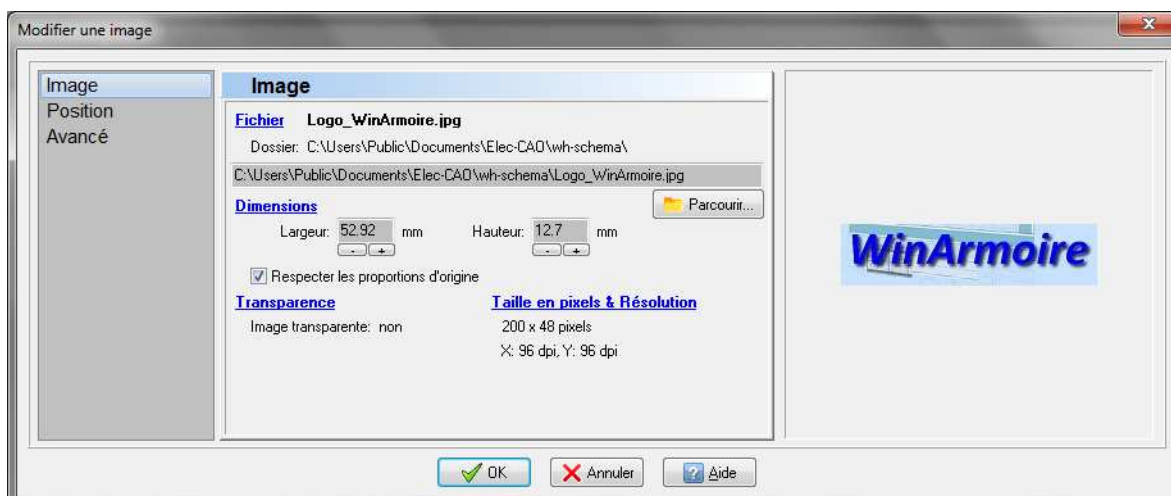 Modifier une image
Image
Position
Avancé
Image
Fichier Logo_WinArmoire.jpg
Dossier: C:\Users\Public\Documents\Elec-CAO\wh-schema\
C:\Users\Public\Documents\Elec-CAO\wh-schema\Logo_WinArmoire.jpg
Parcourir...
Dimensions
Largeur: 52.92 mm Hauteur: 12.7 mm
- + - +
Respecter les proportions d'origine
Transparence Taille en pixels & Résolution
Image transparente: non 200 x 48 pixels
X: 96 dpi, Y: 96 dpi
WinArmoire
OK Annuler Aide